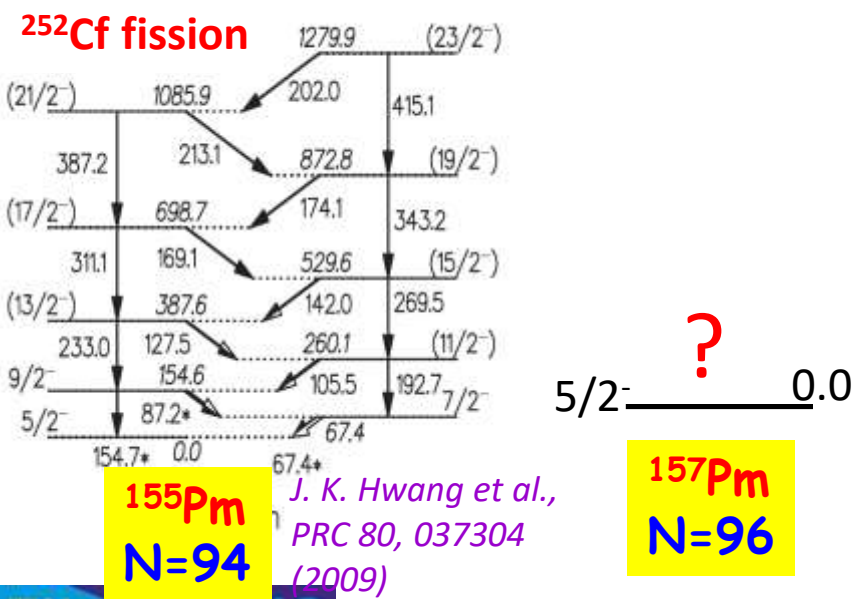 ²⁵²Cf fission
1279.9 (23/2⁻)
(21/2⁻) 1085.9 202.0 415.1
387.2 213.1 872.8 (19/2⁻)
(17/2⁻) 698.7 174.1 343.2
311.1 169.1 529.6 (15/2⁻)
(13/2⁻) 387.6 142.0 269.5
233.0 127.5 260.1 (11/2⁻)
9/2⁻ 154.6 105.5 192.7 7/2⁻
5/2⁻ 87.2* 67.4
154.7* 0.0 67.4*
¹⁵⁵Pm
N=94
J. K. Hwang et al.,
PRC 80, 037304
(2009)
?
5/2⁻ 0.0
¹⁵⁷Pm
N=96